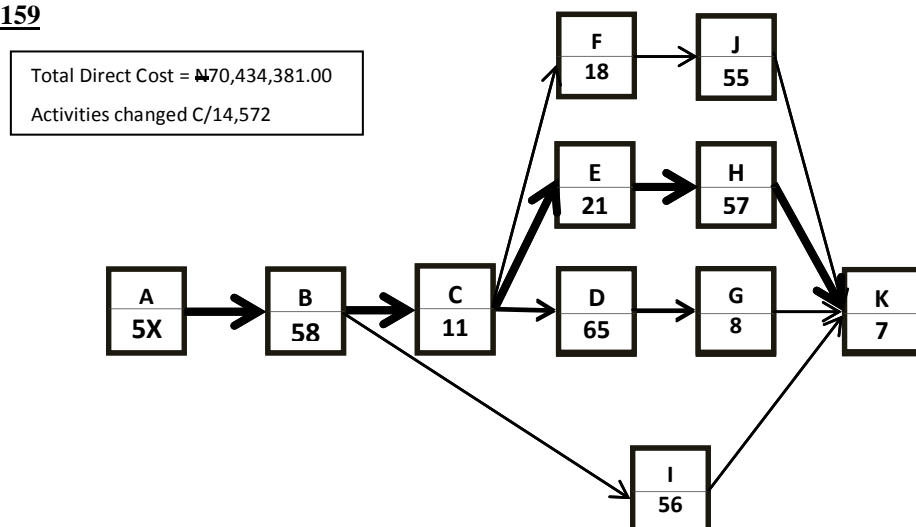 159
Total Direct Cost = ₦70,434,381.00
Activities changed C/14,572
F
18
J
55
E
21
H
57
A
5X
B
58
C
11
D
65
G
8
K
7
I
56